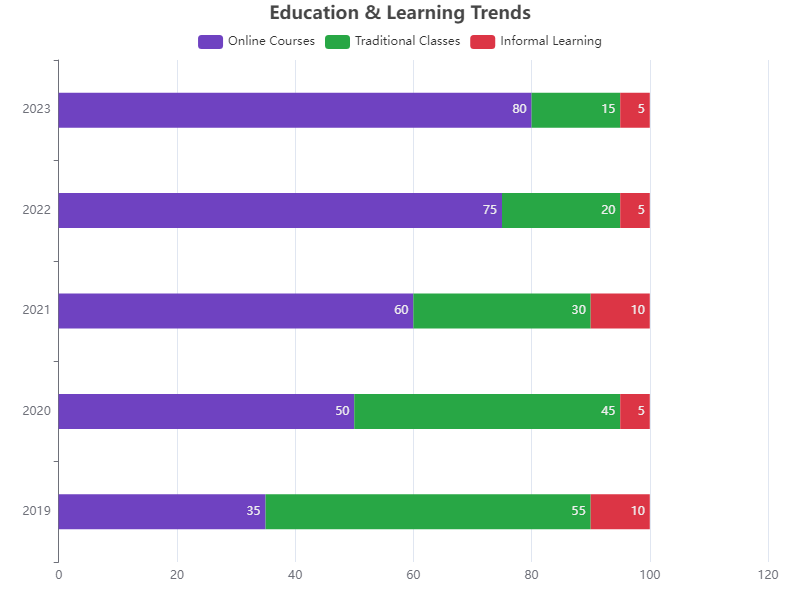 Education & Learning Trends
Online Courses Traditional Classes Informal Learning
2023 80 15 5
2022 75 20 5
2021 60 30 10
2020 50 45 5
2019 35 55 10
0 20 40 60 80 100 120